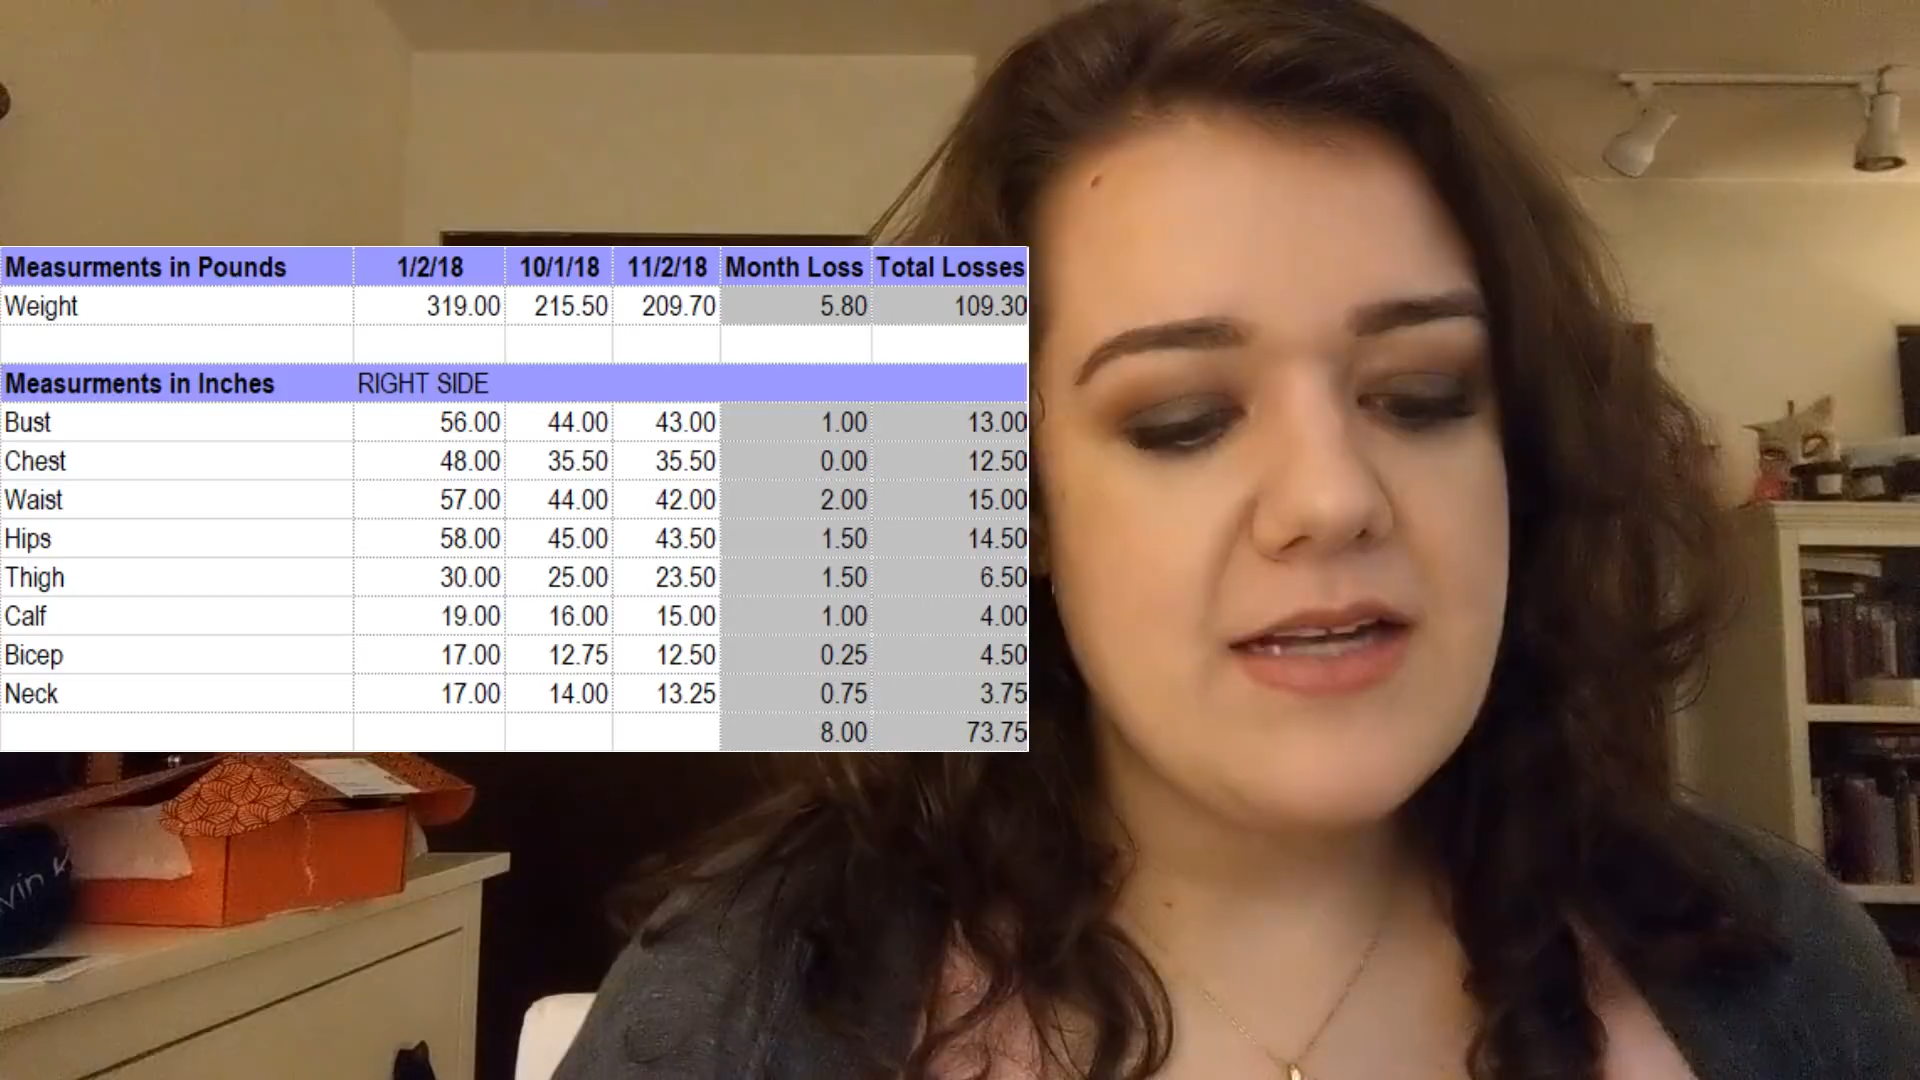 Measurments in Pounds 1/2/18 10/1/18 11/2/18 Month Loss Total Losses
Weight 319.00 215.50 209.70 5.80 109.30
Measurments in Inches RIGHT SIDE
Bust 56.00 44.00 43.00 1.00 13.00
Chest 48.00 35.50 35.50 0.00 12.50
Waist 57.00 44.00 42.00 2.00 15.00
Hips 58.00 45.00 43.50 1.50 14.50
Thigh 30.00 25.00 23.50 1.50 6.50
Calf 19.00 16.00 15.00 1.00 4.00
Bicep 17.00 12.75 12.50 0.25 4.50
Neck 17.00 14.00 13.25 0.75 3.75
8.00 73.75